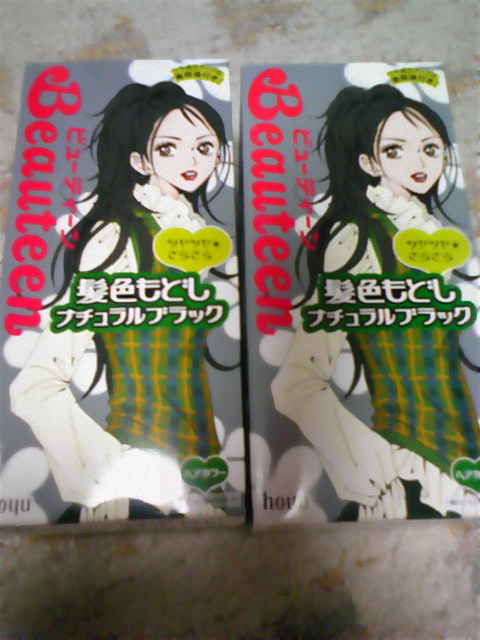 Beauteen
ビューティーン
ツヤツヤ
さらさら
髪色もどし
ナチュラルブラック
ヘアカラー
hoyu
Beauteen
ビューティーン
ツヤツヤ
さらさら
髪色もどし
ナチュラルブラック
ヘアカラー
hoyu